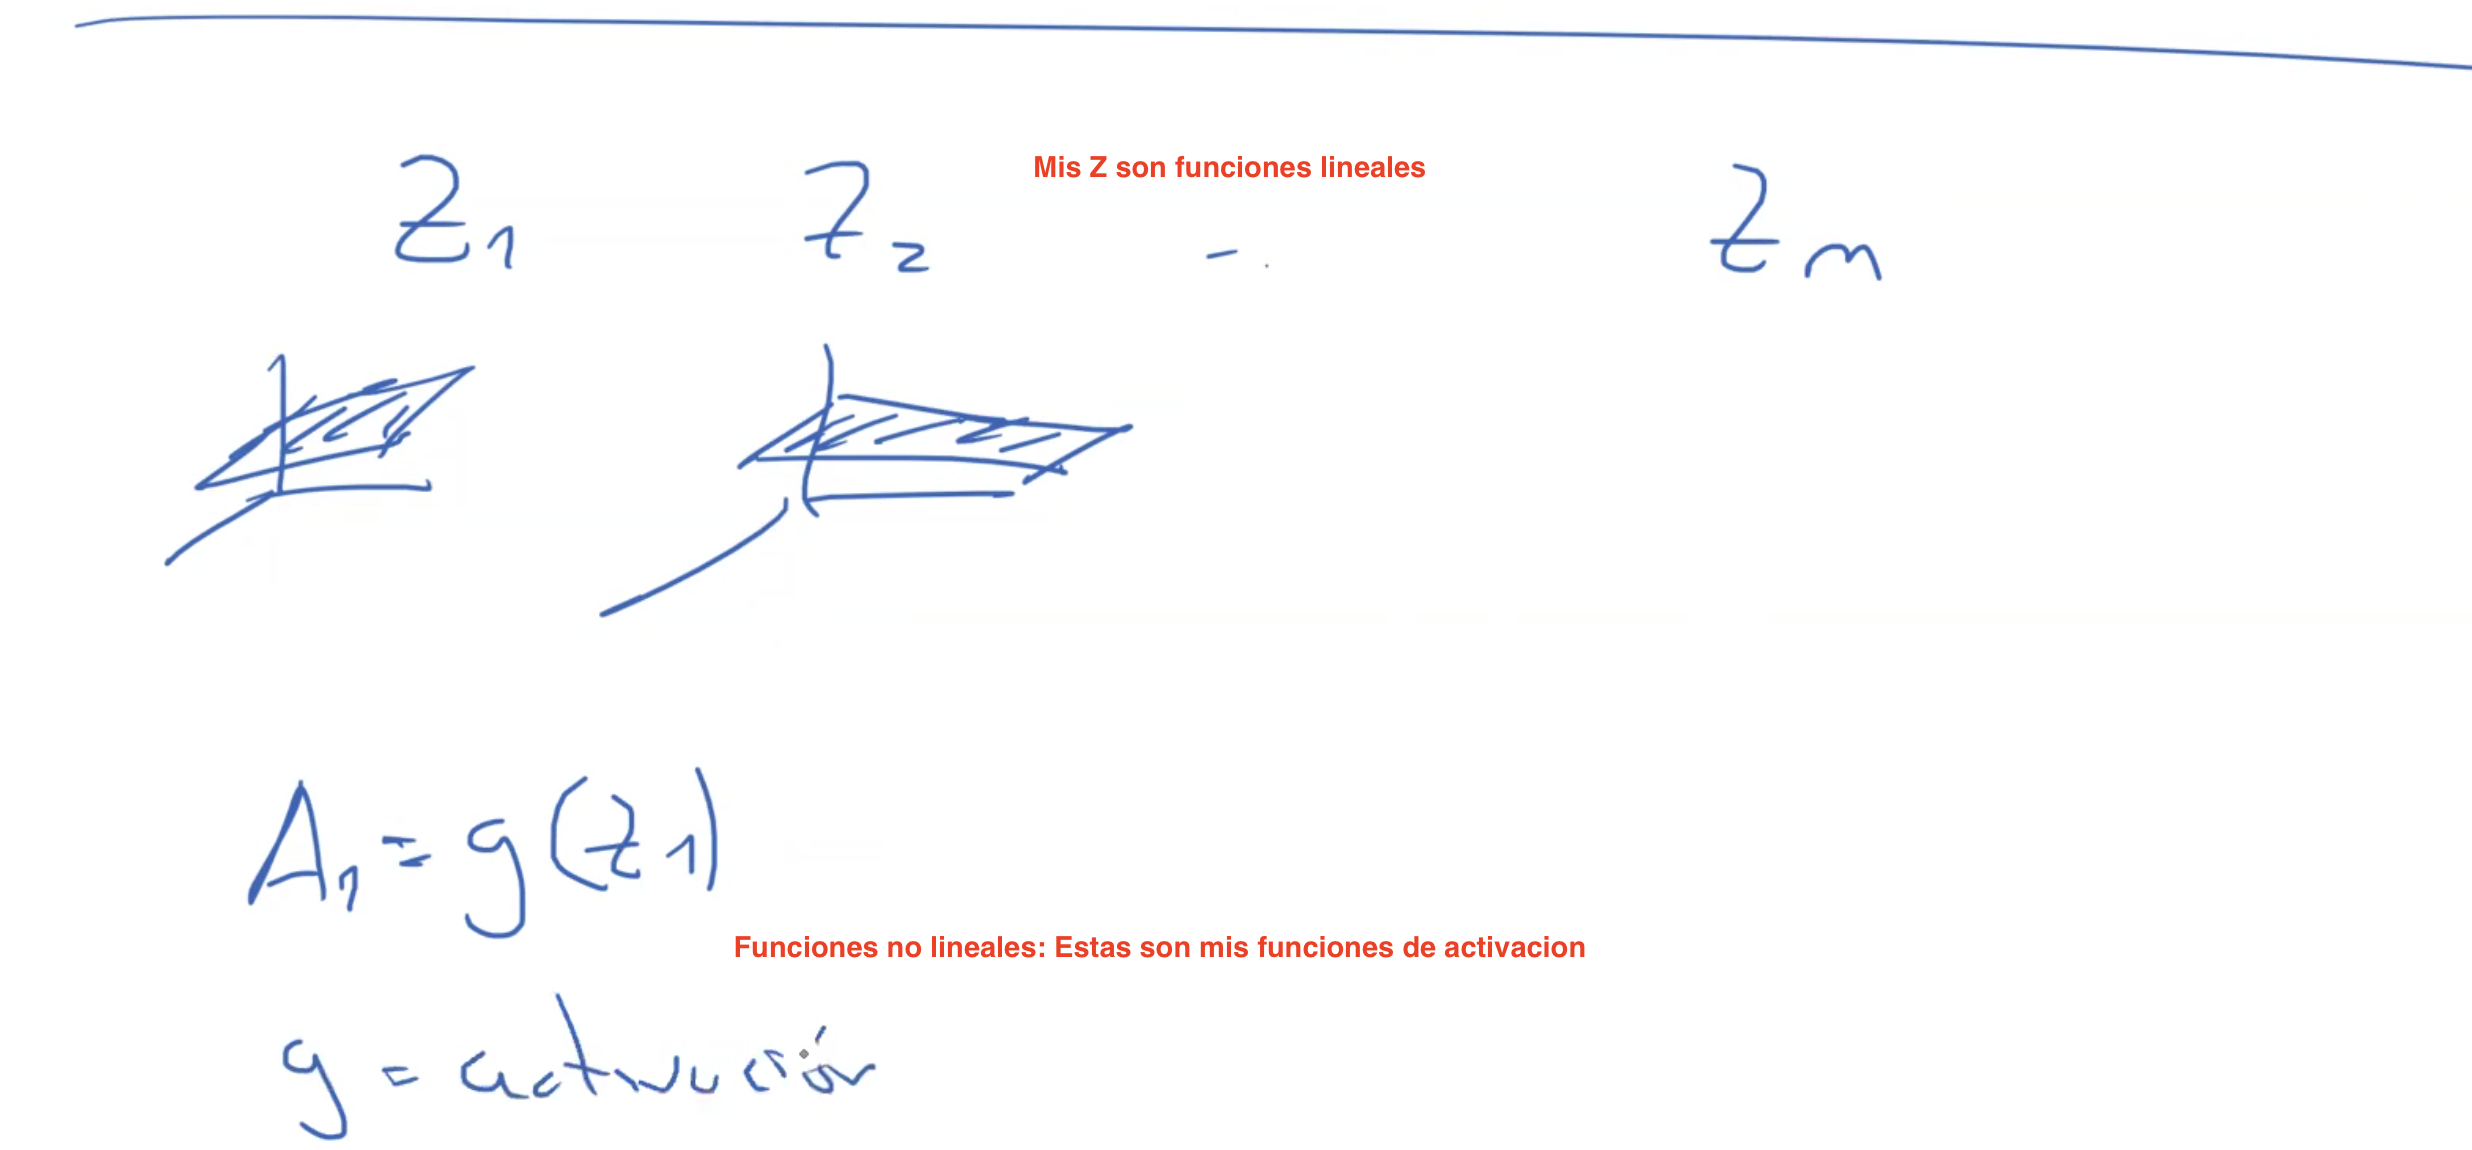 Mis Z son funciones lineales
Z1 Z2 - . Zm
A1 = g(z1)
Funciones no lineales: Estas son mis funciones de activacion
g = activación